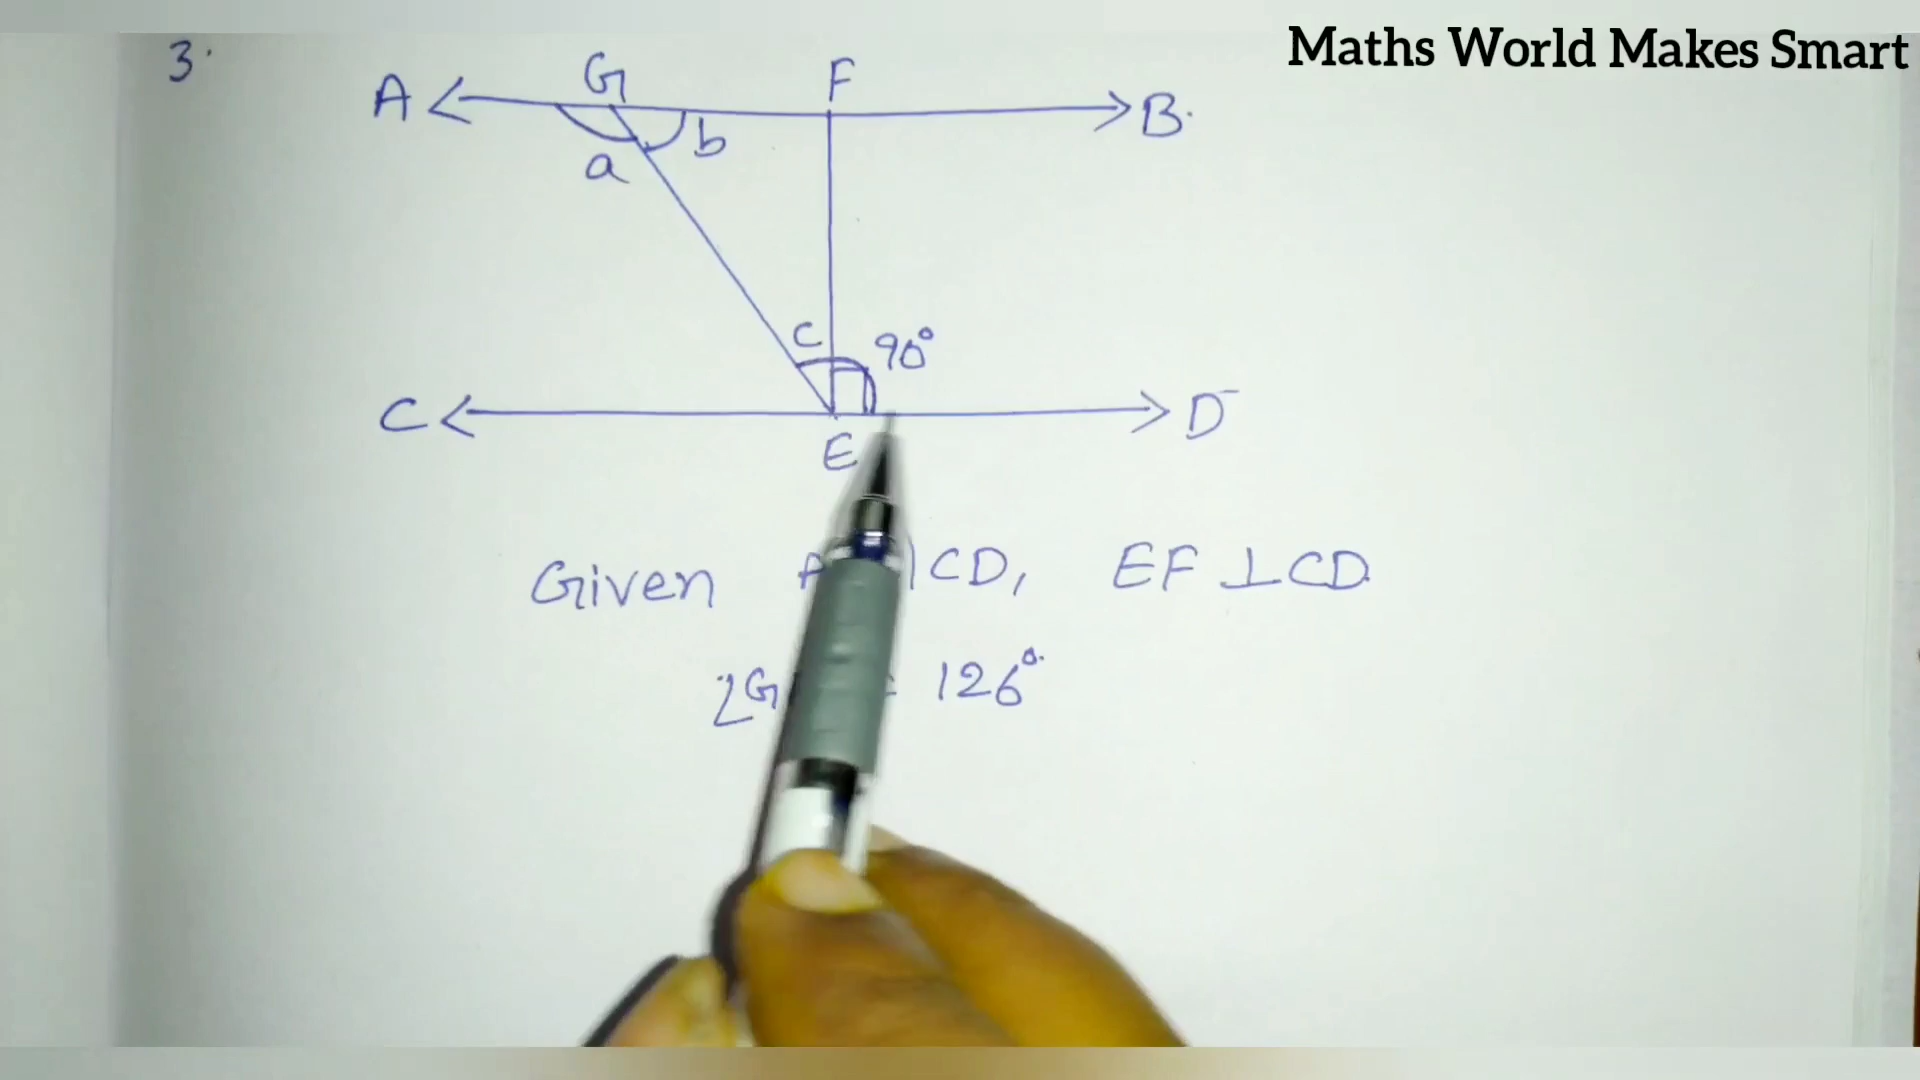 Maths World Makes Smart
3.
A G F B.
a b
C 90°
C D
E
Given CD, EF ⊥ CD
∠G 126°